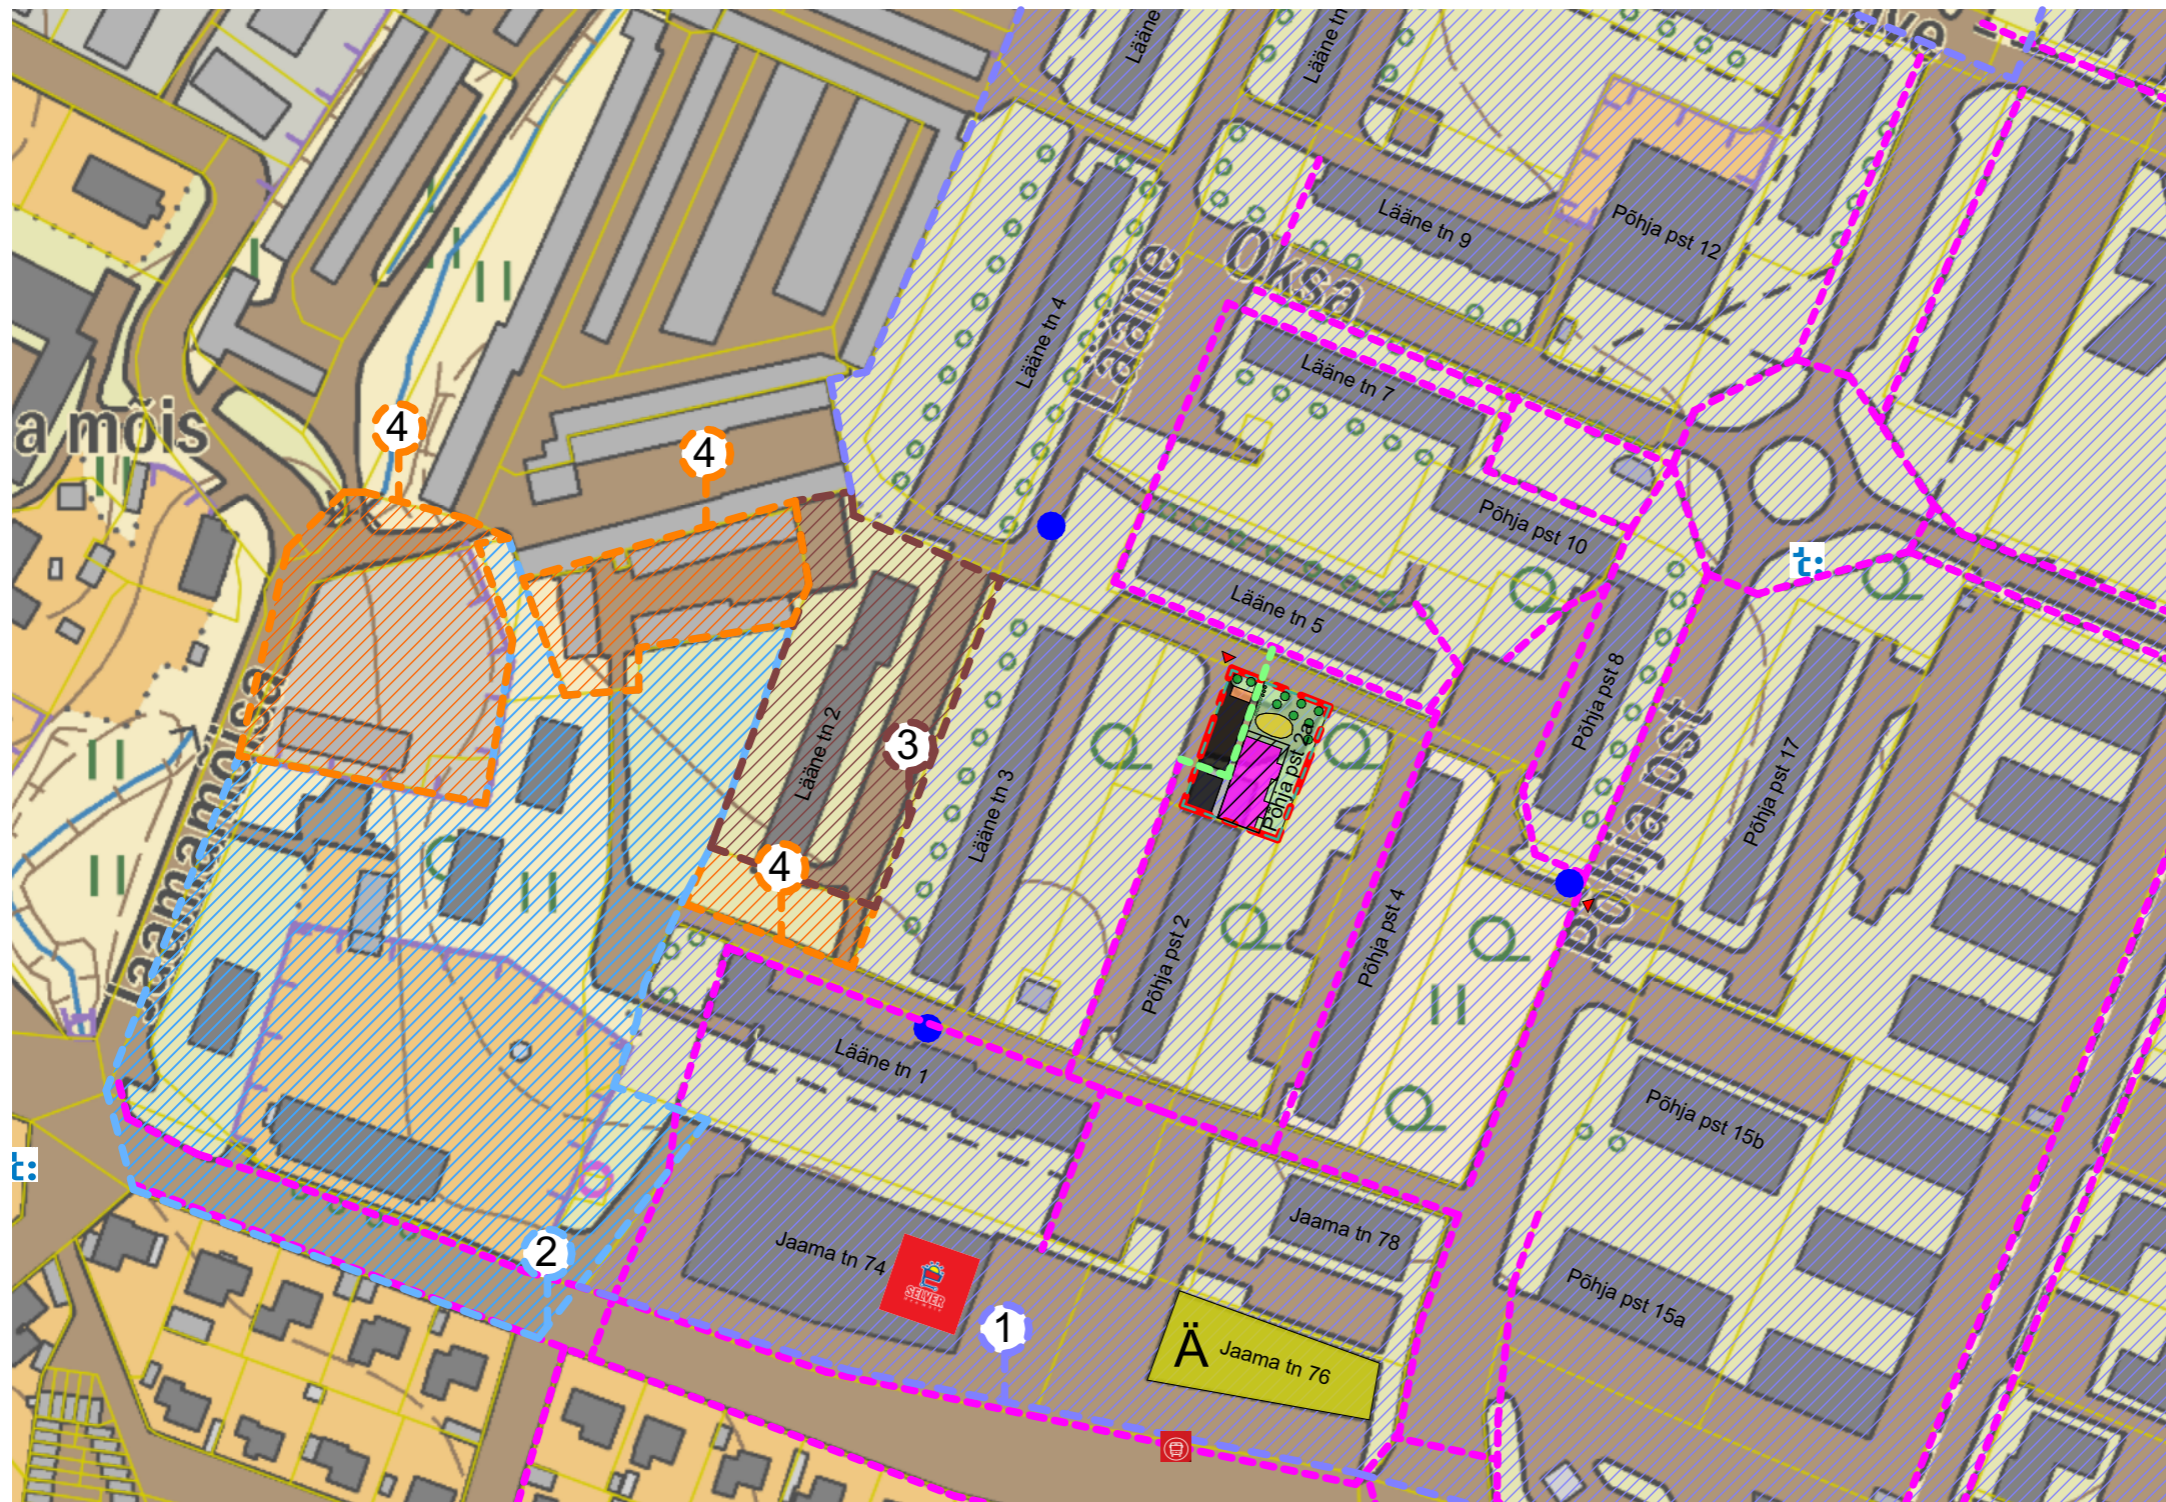 Lääne
Lääne tn
Põhja pst 12
Lääne tn 9
Oksa
Lääne
Lääne tn 4
Lääne tn 7
a mõis
4
4
Põhja pst 10
t:
Lääne tn 5
Põhja pst 8
Jaamamõisa
Lääne tn 2
3
Põhja pst 2a
Põhja pst
Põhja pst 17
Lääne tn 3
4
Põhja pst 4
Põhja pst 2
Lääne tn 1
Põhja pst 15b
t:
Jaama tn 78
2
Jaama tn 74
SELVER
1
Ä
Jaama tn 76
Põhja pst 15a